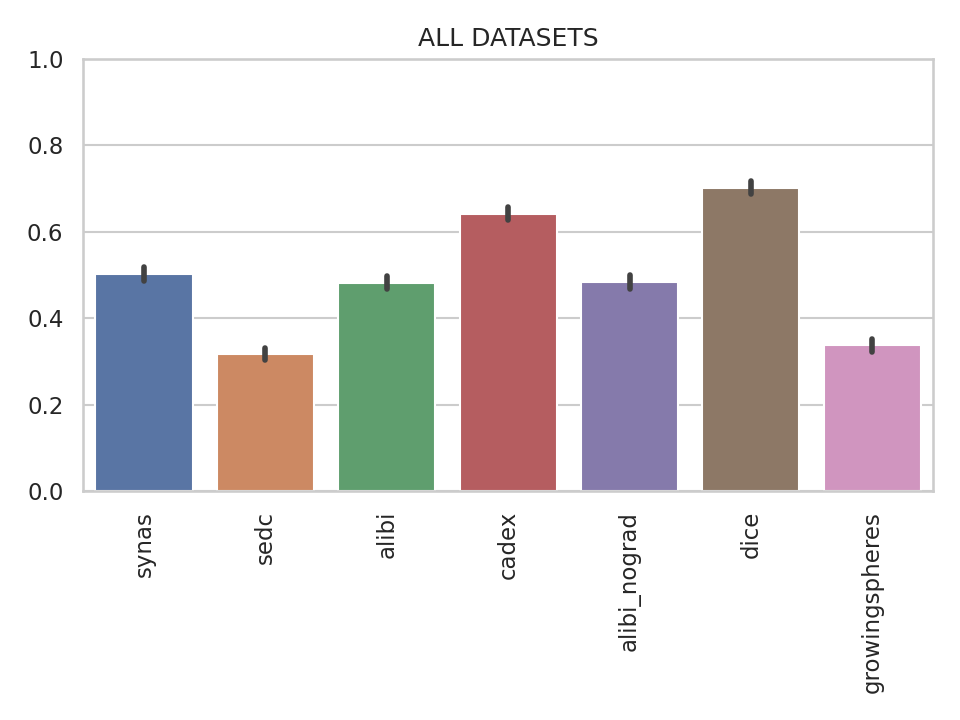 ALL DATASETS
1.0
0.8
0.6
0.4
0.2
0.0
synas
sedc
alibi
cadex
alibi_nograd
dice
growingspheres